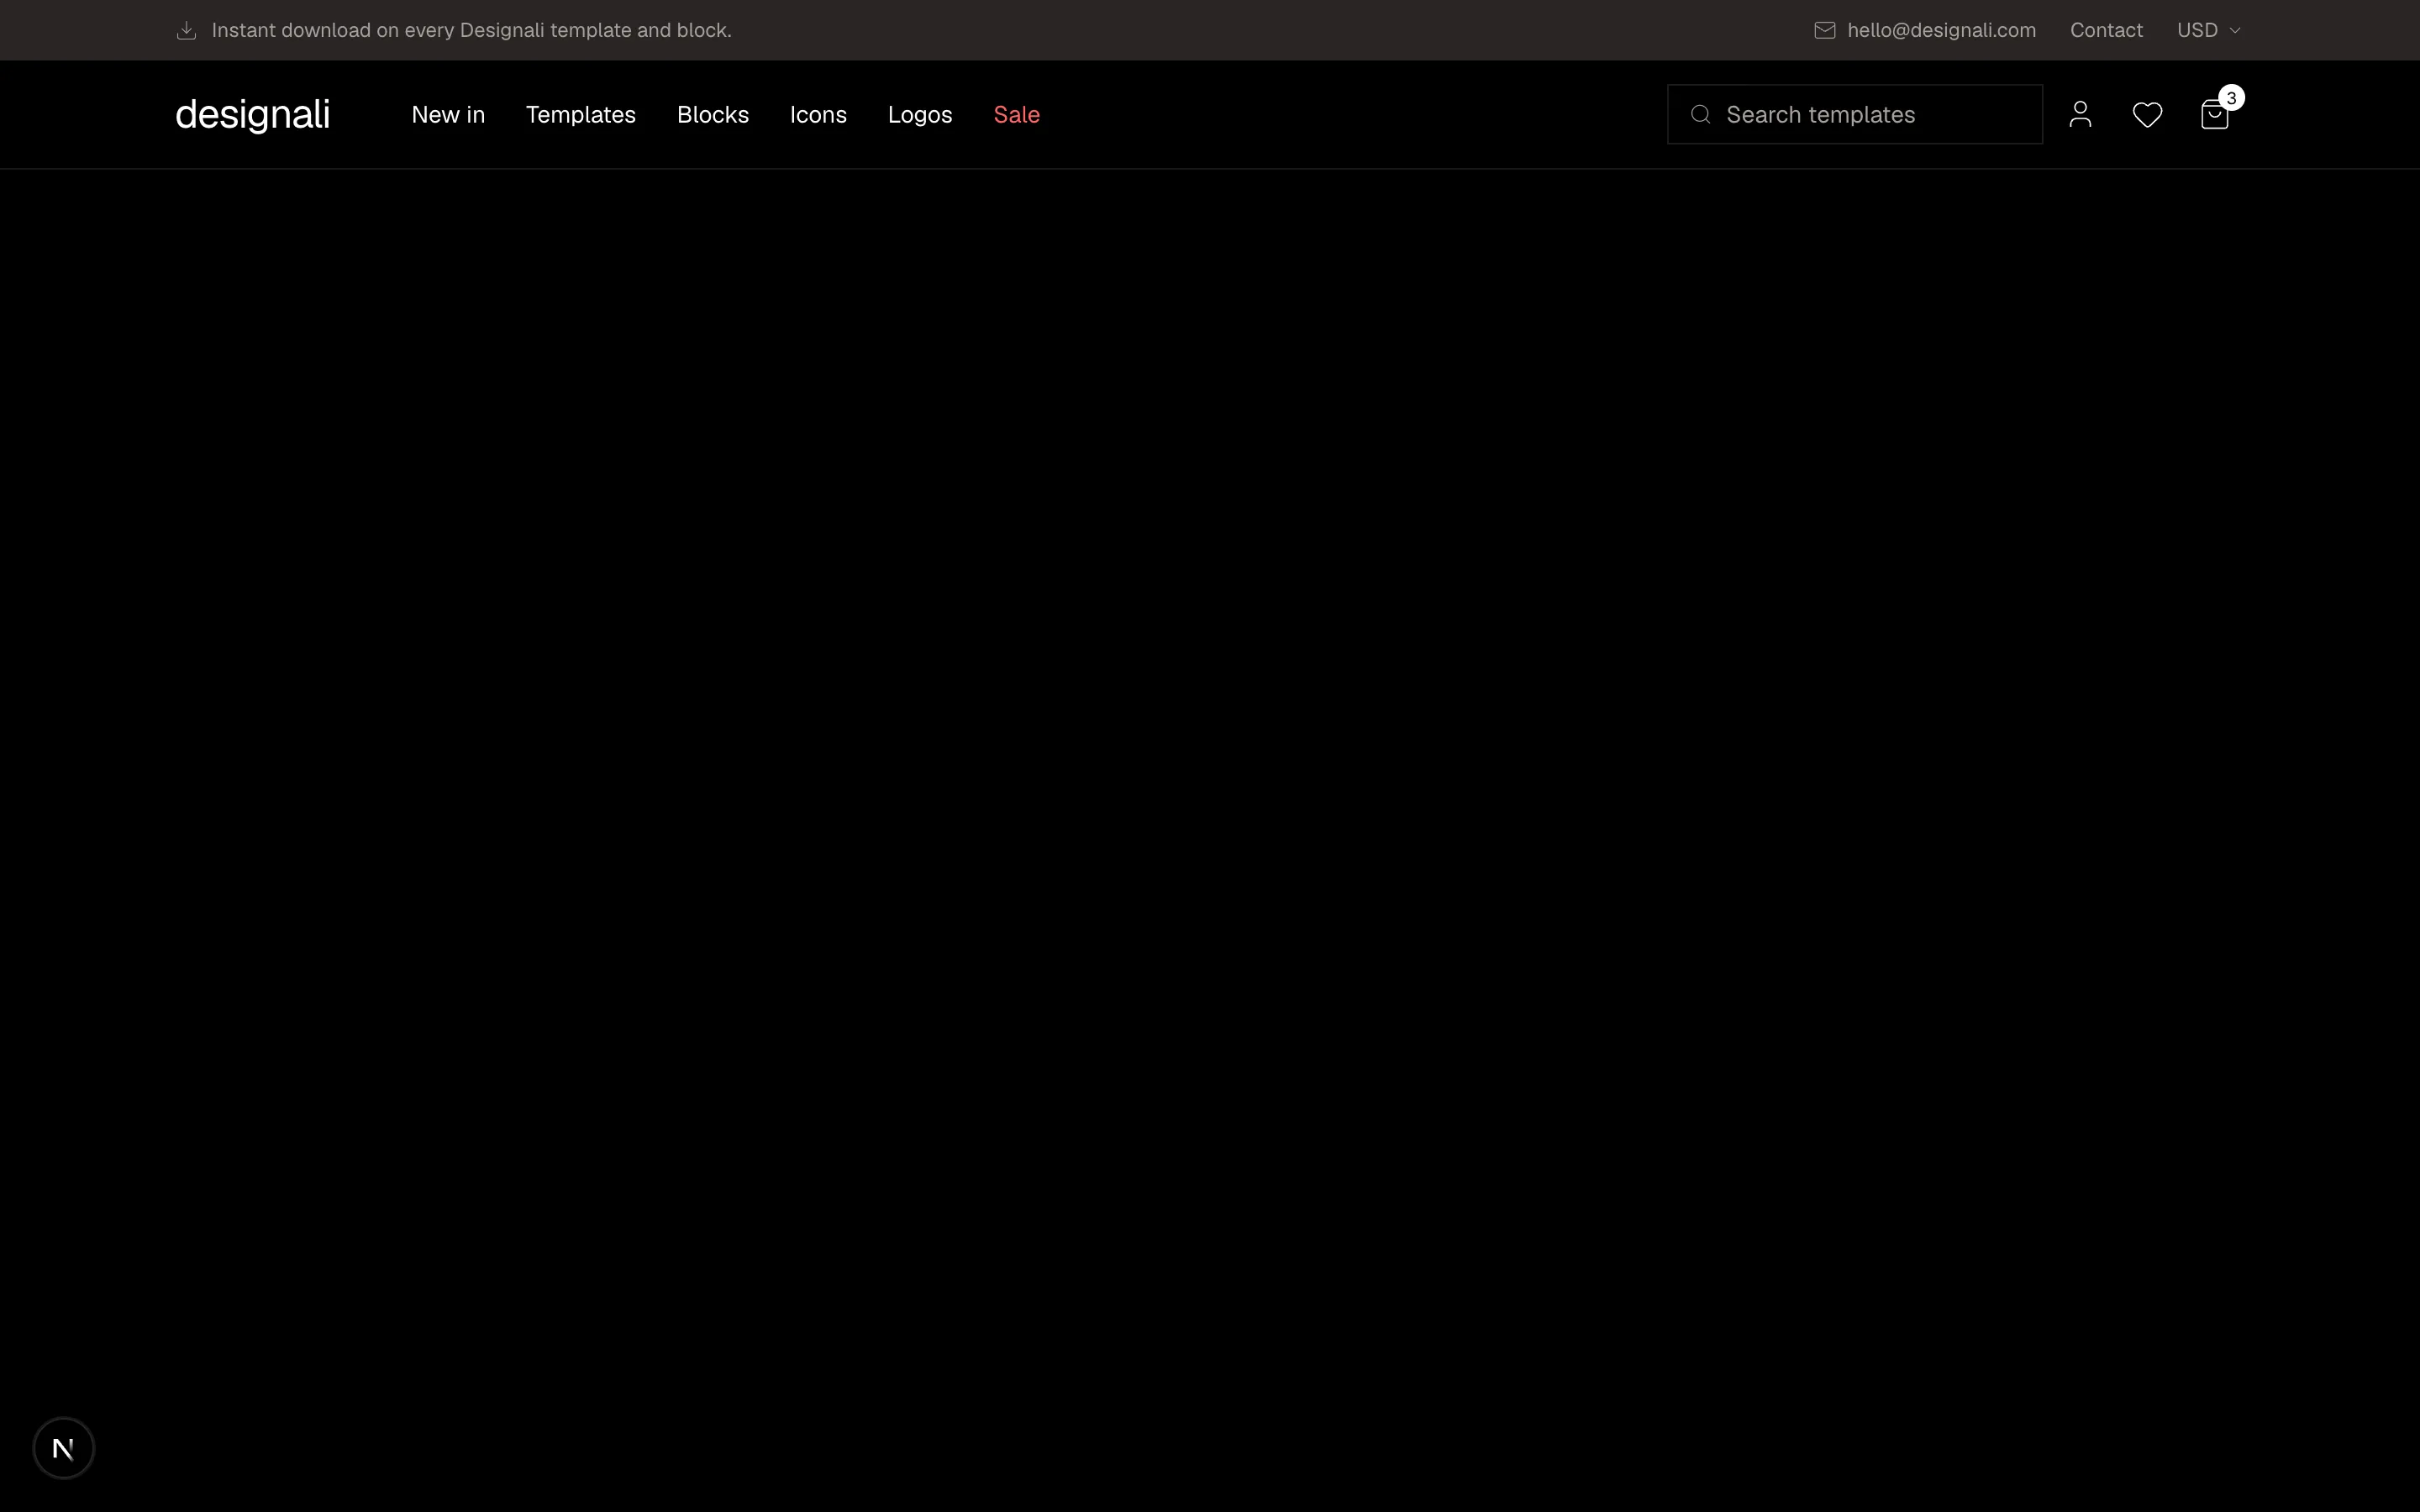 Instant download on every Designali template and block.
hello@designali.com Contact USD
designali New in Templates Blocks Icons Logos Sale Search templates 3
N